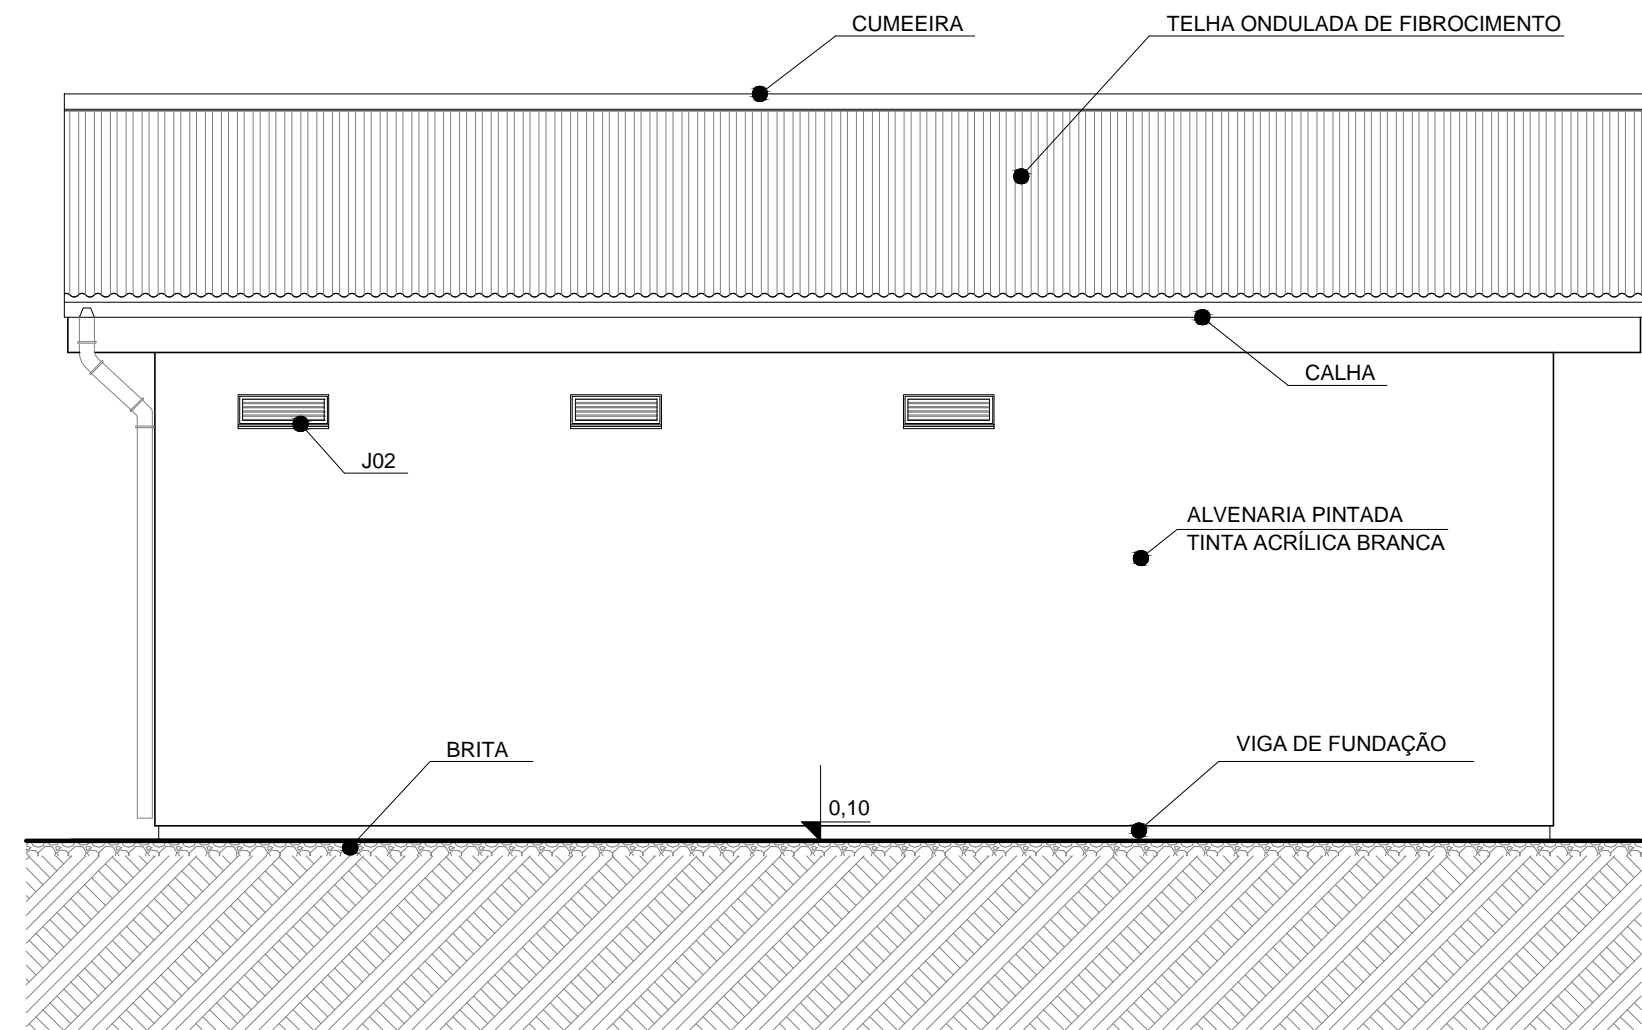 CUMEEIRA
TELHA ONDULADA DE FIBROCIMENTO
CALHA
J02
ALVENARIA PINTADA
TINTA ACRÍLICA BRANCA
BRITA
VIGA DE FUNDAÇÃO
0,10